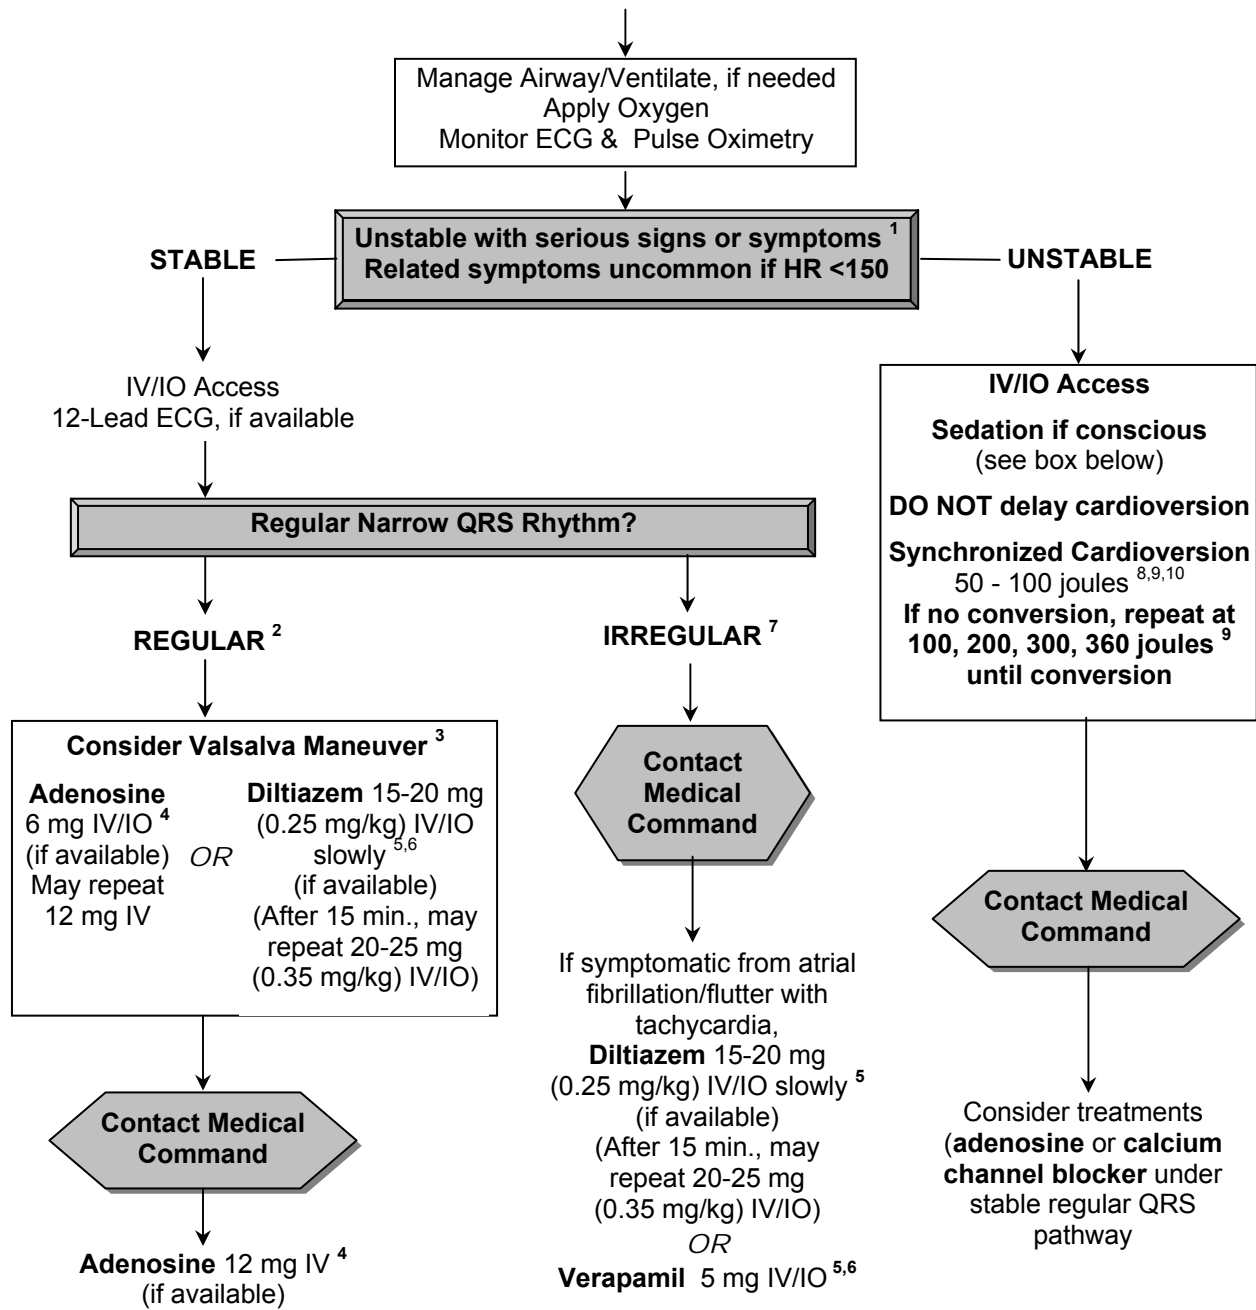 Manage Airway/Ventilate, if needed
Apply Oxygen
Monitor ECG & Pulse Oximetry
Unstable with serious signs or symptoms 1
Related symptoms uncommon if HR <150
STABLE
UNSTABLE
IV/IO Access
12-Lead ECG, if available
Regular Narrow QRS Rhythm?
REGULAR 2
IRREGULAR 7
Consider Valsalva Maneuver 3
Adenosine
6 mg IV/IO 4
(if available)
May repeat
12 mg IV
OR
Diltiazem 15-20 mg
(0.25 mg/kg) IV/IO
slowly 5,6
(if available)
(After 15 min., may
repeat 20-25 mg
(0.35 mg/kg) IV/IO)
Contact Medical
Command
Adenosine 12 mg IV 4
(if available)
Contact
Medical
Command
If symptomatic from atrial
fibrillation/flutter with
tachycardia,
Diltiazem 15-20 mg
(0.25 mg/kg) IV/IO slowly 5
(if available)
(After 15 min., may
repeat 20-25 mg
(0.35 mg/kg) IV/IO)
OR
Verapamil 5 mg IV/IO 5,6
IV/IO Access
Sedation if conscious
(see box below)
DO NOT delay cardioversion
Synchronized Cardioversion
50 - 100 joules 8,9,10
If no conversion, repeat at
100, 200, 300, 360 joules 9
until conversion
Contact Medical
Command
Consider treatments
(adenosine or calcium
channel blocker under
stable regular QRS
pathway